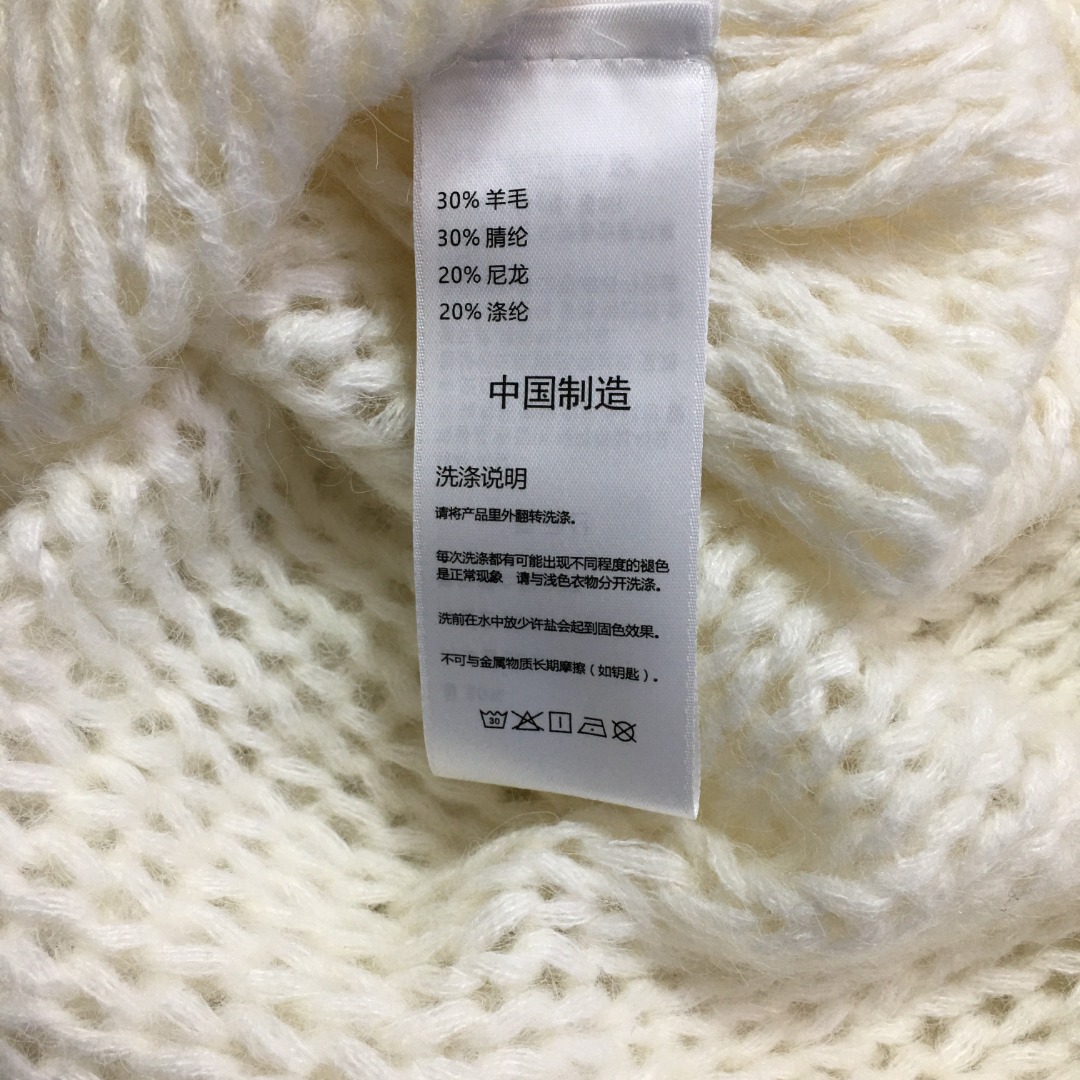 30% 羊毛
30% 腈纶
20% 尼龙
20% 涤纶
中国制造
洗涤说明
请将产品里外翻转洗涤。
每次洗涤都有可能出现不同程度的褪色
是正常现象 请与浅色衣物分开洗涤。
洗前在水中放少许盐会起到固色效果。
不可与金属物质长期摩擦（如钥匙）。
30